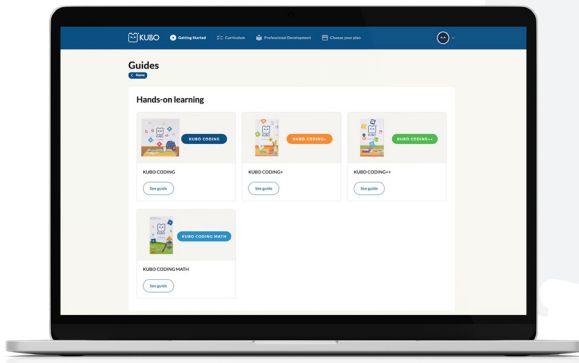 KUBO Getting Started Curriculum Professional Development Choose your plan
Guides
Home
Hands-on learning
KUBO CODING KUBO CODING+ KUBO CODING++
KUBO CODING KUBO CODING+ KUBO CODING++
See guide See guide See guide
KUBO CODING MATH
KUBO CODING MATH
See guide